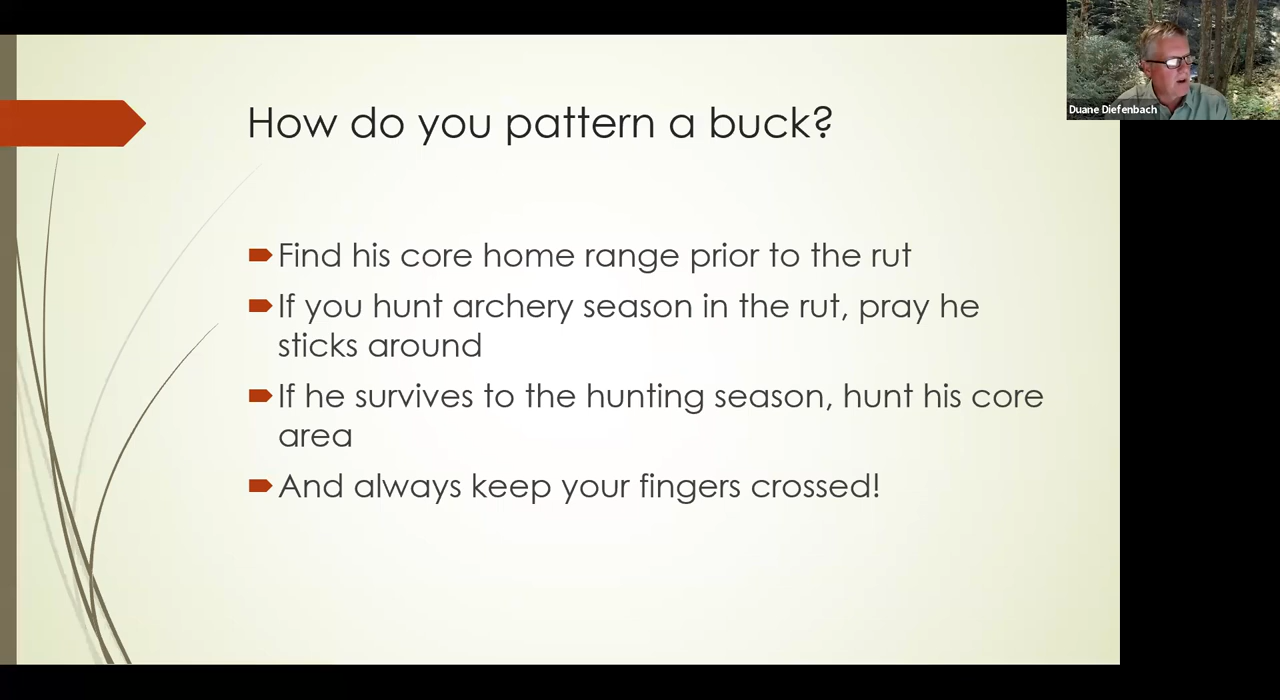 How do you pattern a buck?
Duane Diefenbach
Find his core home range prior to the rut
If you hunt archery season in the rut, pray he
sticks around
If he survives to the hunting season, hunt his core
area
And always keep your fingers crossed!